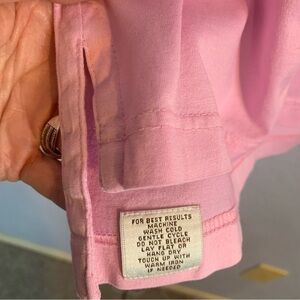 FOR BEST RESULTS
MACHINE
WASH COLD
GENTLE CYCLE
DO NOT BLEACH
LAY FLAT OR
HANG DRY
TOUCH UP WITH
WARM IRON
IF NEEDED